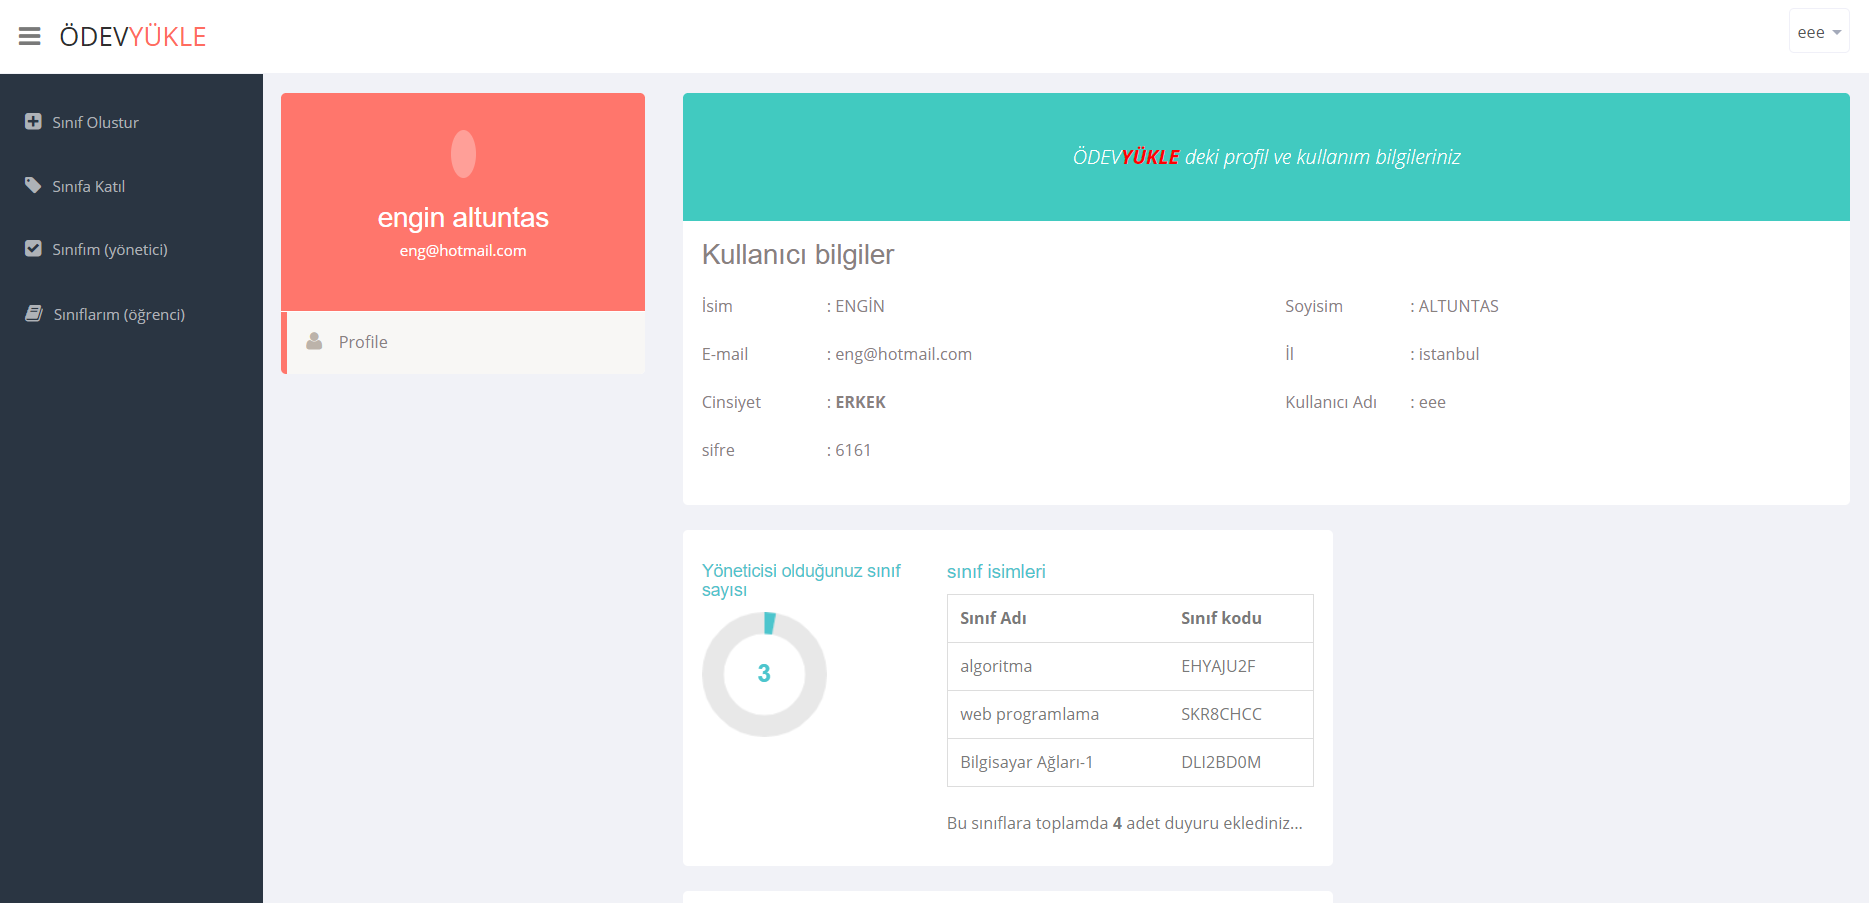 ÖDEVYÜKLE
eee
Sınıf Olustur
Sınıfa Katıl
Sınıfım (yönetici)
Sınıflarım (öğrenci)
engin altuntas
eng@hotmail.com
Profile
ÖDEVYÜKLE deki profil ve kullanım bilgileriniz
Kullanıcı bilgiler
İsim : ENGİN Soyisim : ALTUNTAS
E-mail : eng@hotmail.com İl : istanbul
Cinsiyet : ERKEK Kullanıcı Adı : eee
sifre : 6161
Yöneticisi olduğunuz sınıf
sayısı
3
sınıf isimleri
Sınıf Adı Sınıf kodu
algoritma EHYAJU2F
web programlama SKR8CHCC
Bilgisayar Ağları-1 DLI2BD0M
Bu sınıflara toplamda 4 adet duyuru eklediniz...